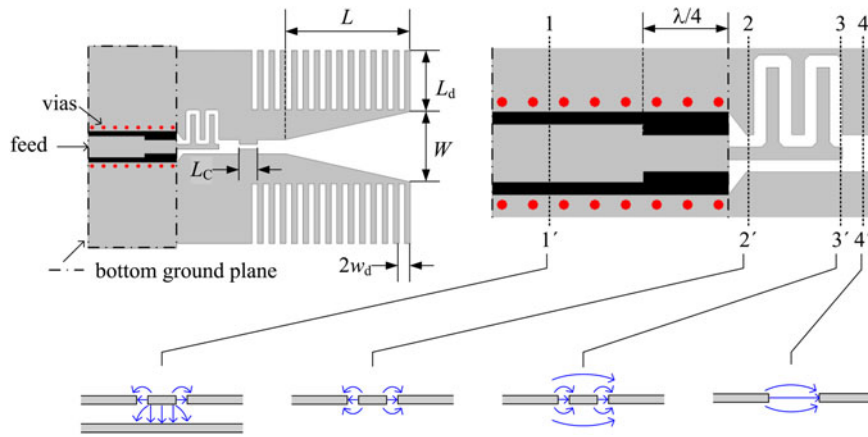 L
L_d
vias
feed
W
L_C
bottom ground plane
2w_d
1
λ/4
2
3
4
1´
2´
3´
4´